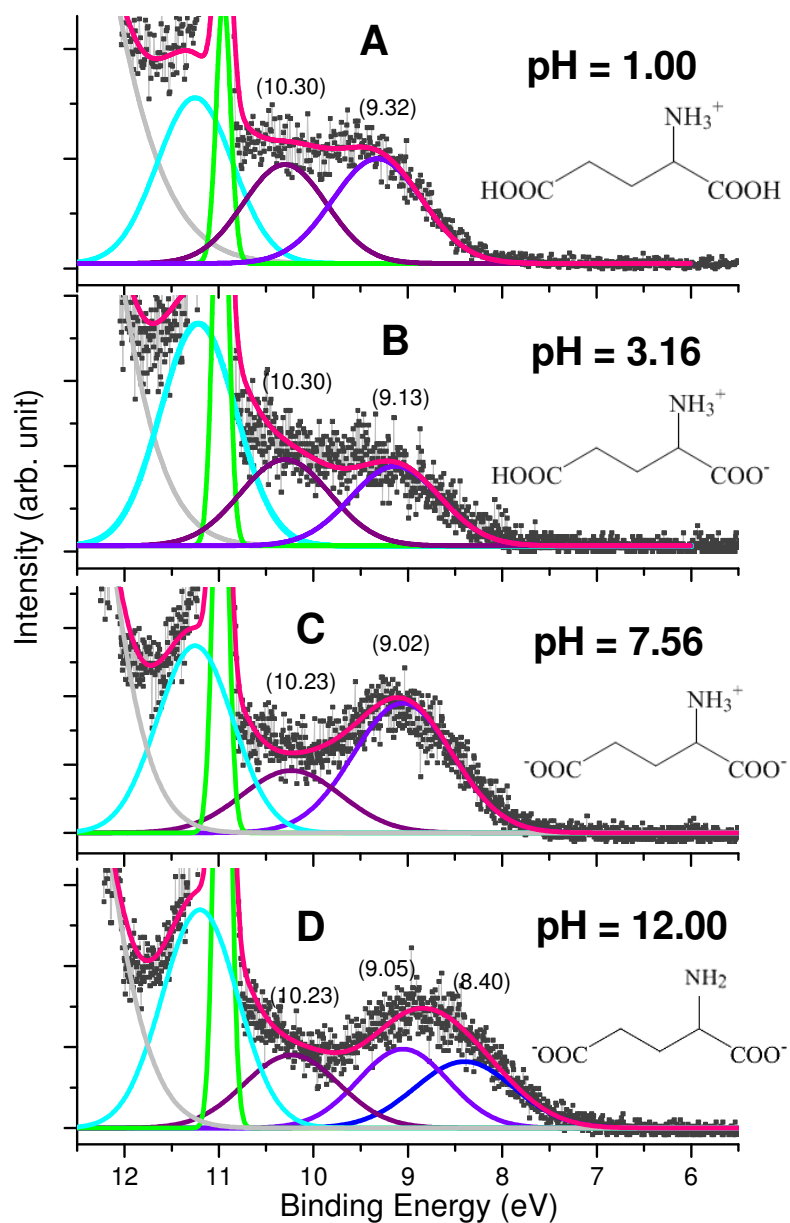 A
pH = 1.00
(10.30)
(9.32)
NH3+
HOOC
COOH
B
pH = 3.16
(10.30)
(9.13)
NH3+
HOOC
COO-
Intensity (arb. unit)
C
pH = 7.56
(10.23)
(9.02)
NH3+
-OOC
COO-
D
pH = 12.00
(10.23)
(9.05)
(8.40)
NH2
-OOC
COO-
12 11 10 9 8 7 6
Binding Energy (eV)